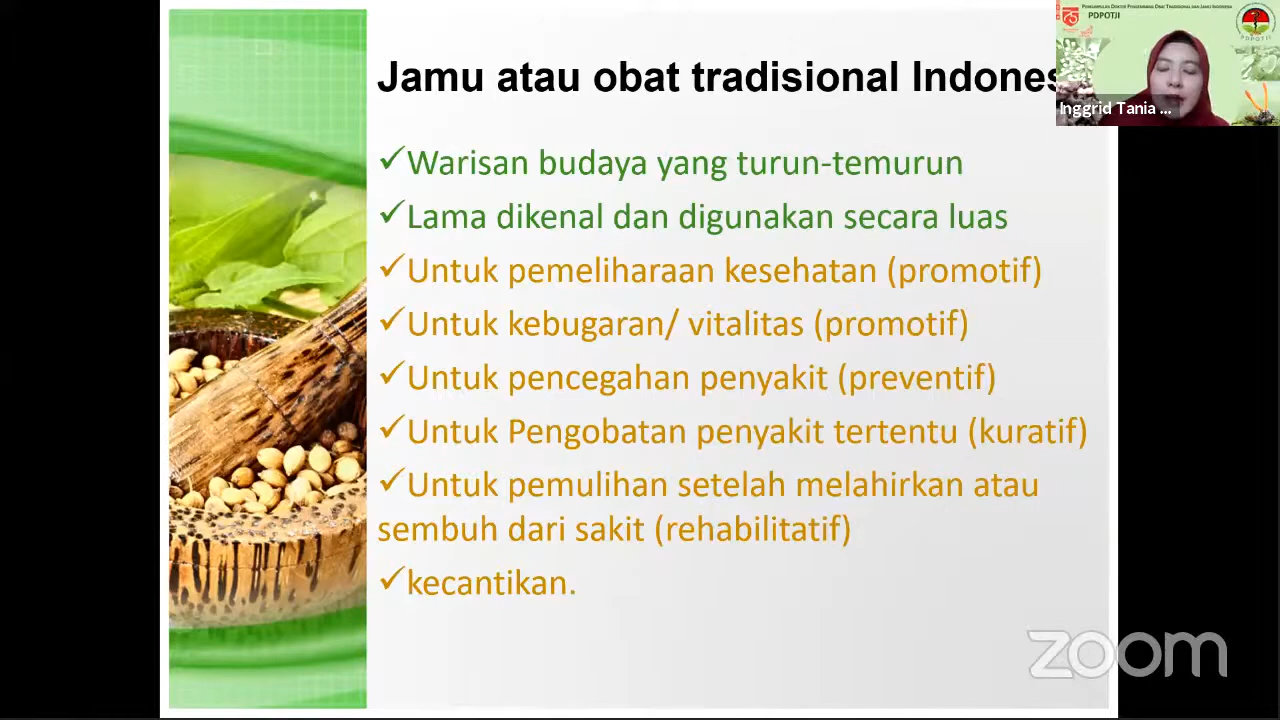 Jamu atau obat tradisional Indones
✓Warisan budaya yang turun-temurun
✓Lama dikenal dan digunakan secara luas
✓Untuk pemeliharaan kesehatan (promotif)
✓Untuk kebugaran/ vitalitas (promotif)
✓Untuk pencegahan penyakit (preventif)
✓Untuk Pengobatan penyakit tertentu (kuratif)
✓Untuk pemulihan setelah melahirkan atau
sembuh dari sakit (rehabilitatif)
✓kecantikan.
PDPOTJI
Inggrid Tania ...
zoom